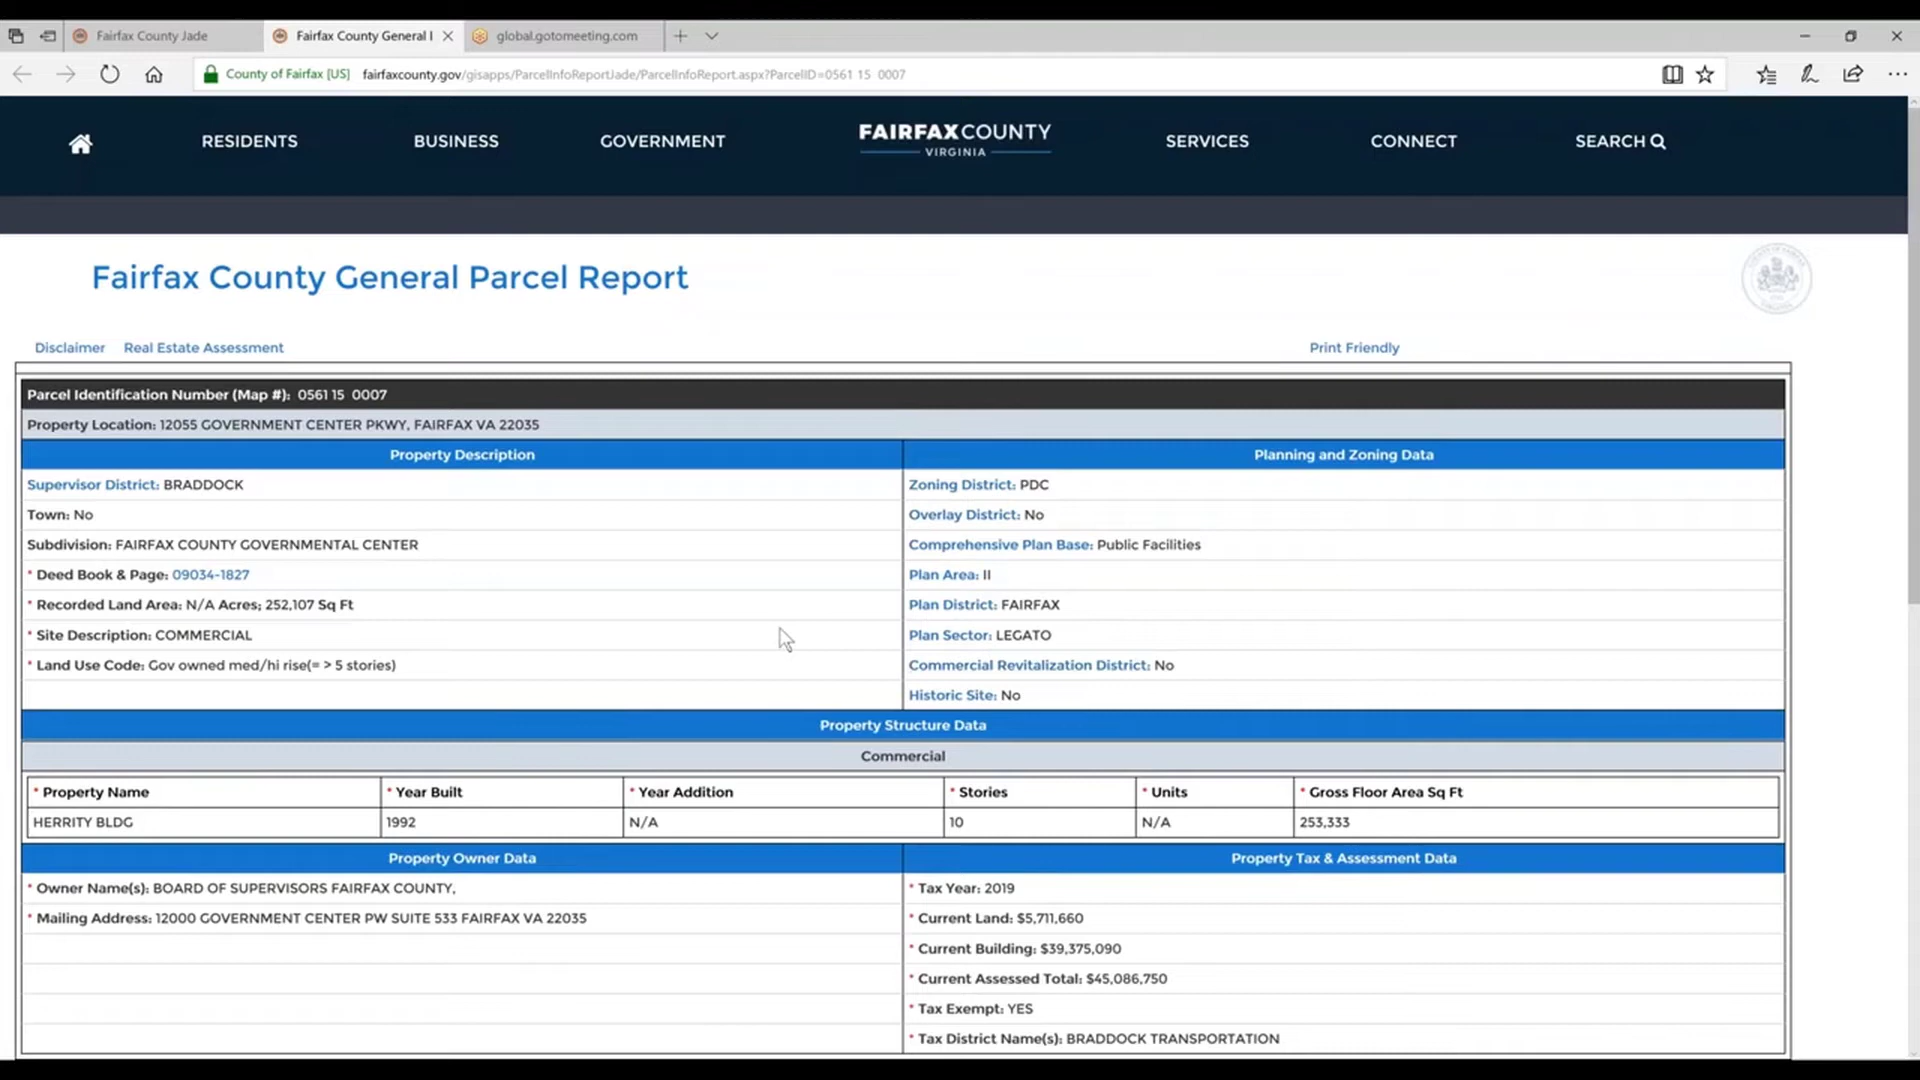 Fairfax County Jade
Fairfax County General I
global.gotomeeting.com
County of Fairfax [US]
fairfaxcounty.gov/gisapps/ParcelInfoReportJade/ParcelInfoReport.aspx?ParcelID=0561 15  0007
RESIDENTS
BUSINESS
GOVERNMENT
FAIRFAXCOUNTY
VIRGINIA
SERVICES
CONNECT
SEARCH
Fairfax County General Parcel Report
Disclaimer
Real Estate Assessment
Print Friendly
Parcel Identification Number (Map #): 0561 15  0007
Property Location: 12055 GOVERNMENT CENTER PKWY, FAIRFAX VA 22035
Property Description
Supervisor District: BRADDOCK
Town: No
Subdivision: FAIRFAX COUNTY GOVERNMENTAL CENTER
* Deed Book & Page: 09034-1827
* Recorded Land Area: N/A Acres; 252,107 Sq Ft
* Site Description: COMMERCIAL
* Land Use Code: Gov owned med/hi rise(= > 5 stories)
Planning and Zoning Data
Zoning District: PDC
Overlay District: No
Comprehensive Plan Base: Public Facilities
Plan Area: II
Plan District: FAIRFAX
Plan Sector: LEGATO
Commercial Revitalization District: No
Historic Site: No
Property Structure Data
Commercial
* Property Name
* Year Built
* Year Addition
* Stories
* Units
* Gross Floor Area Sq Ft
HERRITY BLDG
1992
N/A
10
N/A
253,333
Property Owner Data
* Owner Name(s): BOARD OF SUPERVISORS FAIRFAX COUNTY,
* Mailing Address: 12000 GOVERNMENT CENTER PW SUITE 533 FAIRFAX VA 22035
Property Tax & Assessment Data
* Tax Year: 2019
* Current Land: $5,711,660
* Current Building: $39,375,090
* Current Assessed Total: $45,086,750
* Tax Exempt: YES
* Tax District Name(s): BRADDOCK TRANSPORTATION